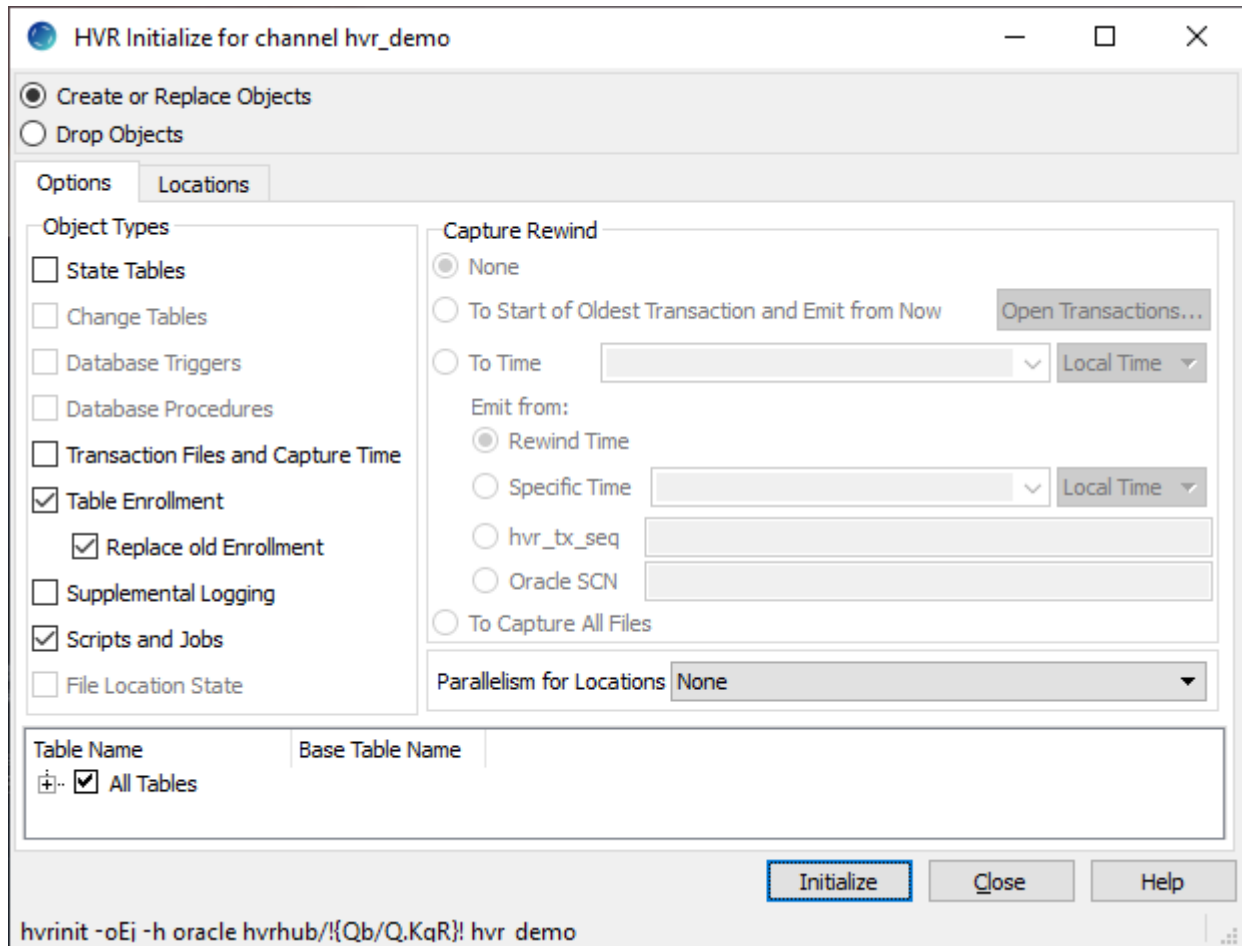 HVR Initialize for channel hvr_demo
Create or Replace Objects
Drop Objects
Options Locations
Object Types
State Tables
Change Tables
Database Triggers
Database Procedures
Transaction Files and Capture Time
Table Enrollment
Replace old Enrollment
Supplemental Logging
Scripts and Jobs
File Location State
Capture Rewind
None
To Start of Oldest Transaction and Emit from Now Open Transactions...
To Time Local Time
Emit from:
Rewind Time
Specific Time Local Time
hvr_tx_seq
Oracle SCN
To Capture All Files
Parallelism for Locations None
Table Name Base Table Name
All Tables
Initialize Close Help
hvrinit -oEj -h oracle hvrhub/!{Qb/Q.KqR}! hvr_demo